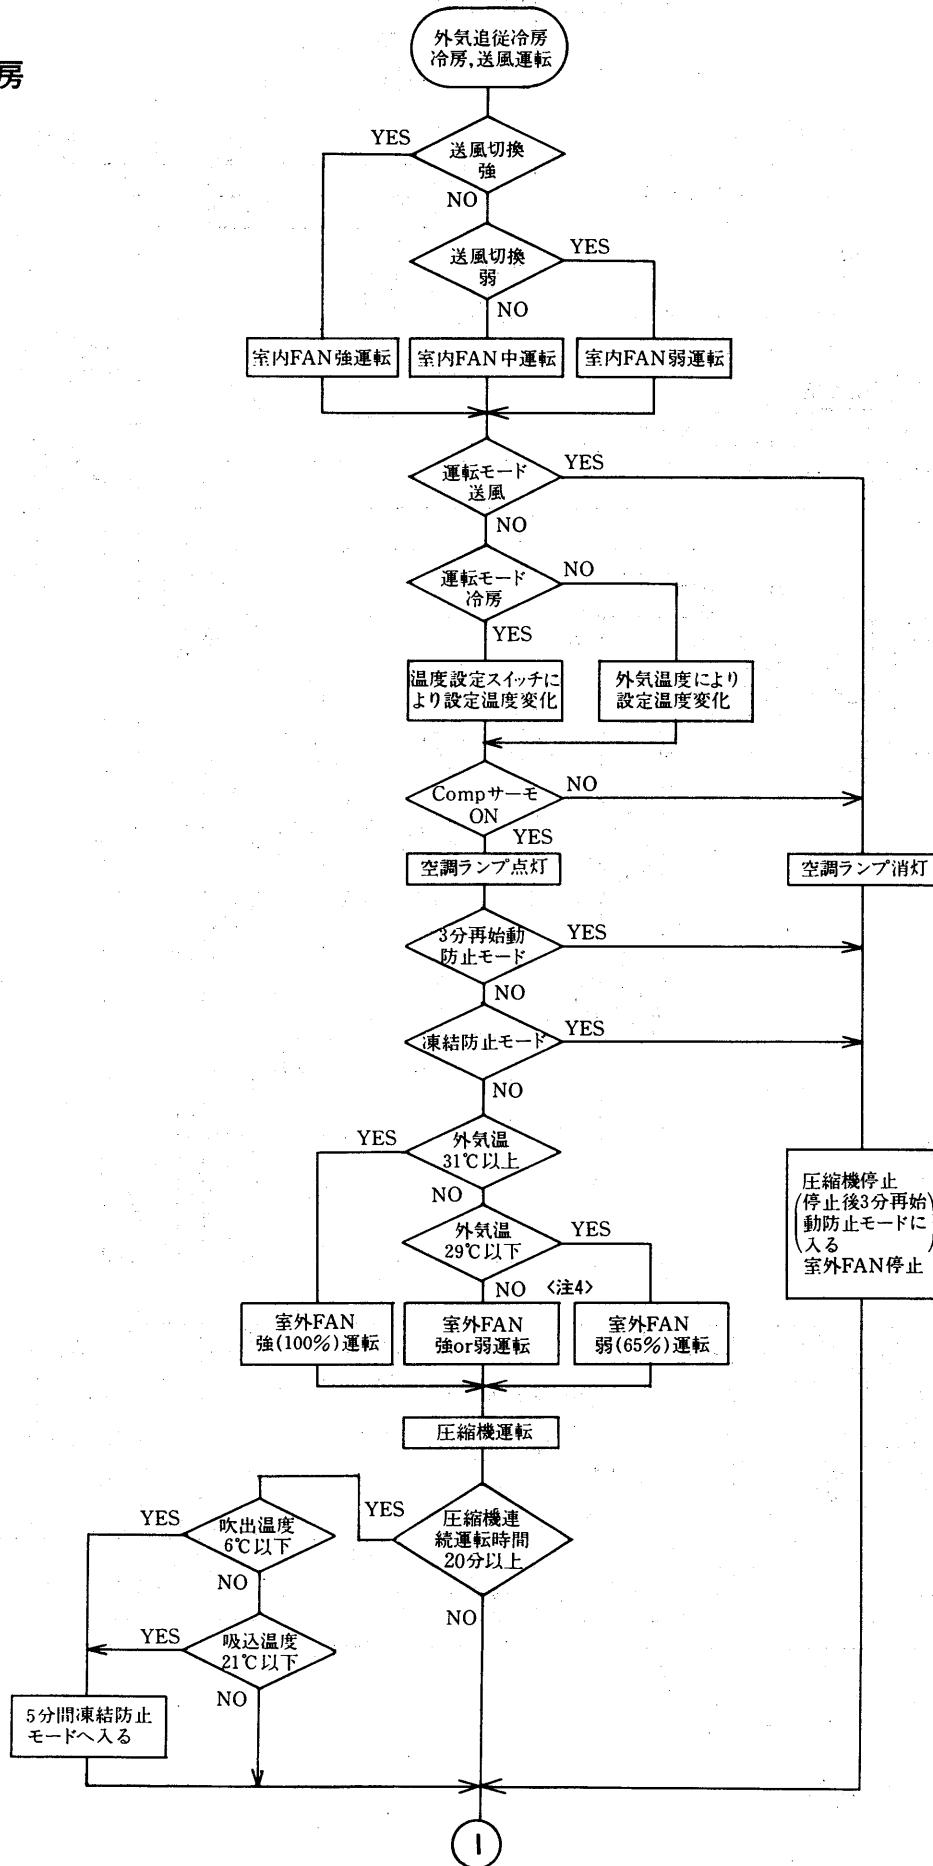 房
外気追従冷房
冷房,送風運転
YES
送風切換
強
NO
送風切換
弱
YES
NO
室内FAN強運転
室内FAN中運転
室内FAN弱運転
運転モード
送風
YES
NO
運転モード
冷房
NO
YES
温度設定スイッチに
より設定温度変化
外気温度により
設定温度変化
Compサーモ
ON
NO
YES
空調ランプ点灯
空調ランプ消灯
3分再始動
防止モード
YES
NO
凍結防止モード
YES
NO
外気温
31℃以上
YES
NO
外気温
29℃以下
YES
NO
<注4>
圧縮機停止
(停止後3分再始
動防止モードに
入る)
室外FAN停止
室外FAN
強(100%)運転
室外FAN
強or弱運転
室外FAN
弱(65%)運転
圧縮機運転
圧縮機連
続運転時間
20分以上
YES
NO
吹出温度
6℃以下
YES
NO
吸込温度
21℃以下
YES
NO
5分間凍結防止
モードへ入る
1